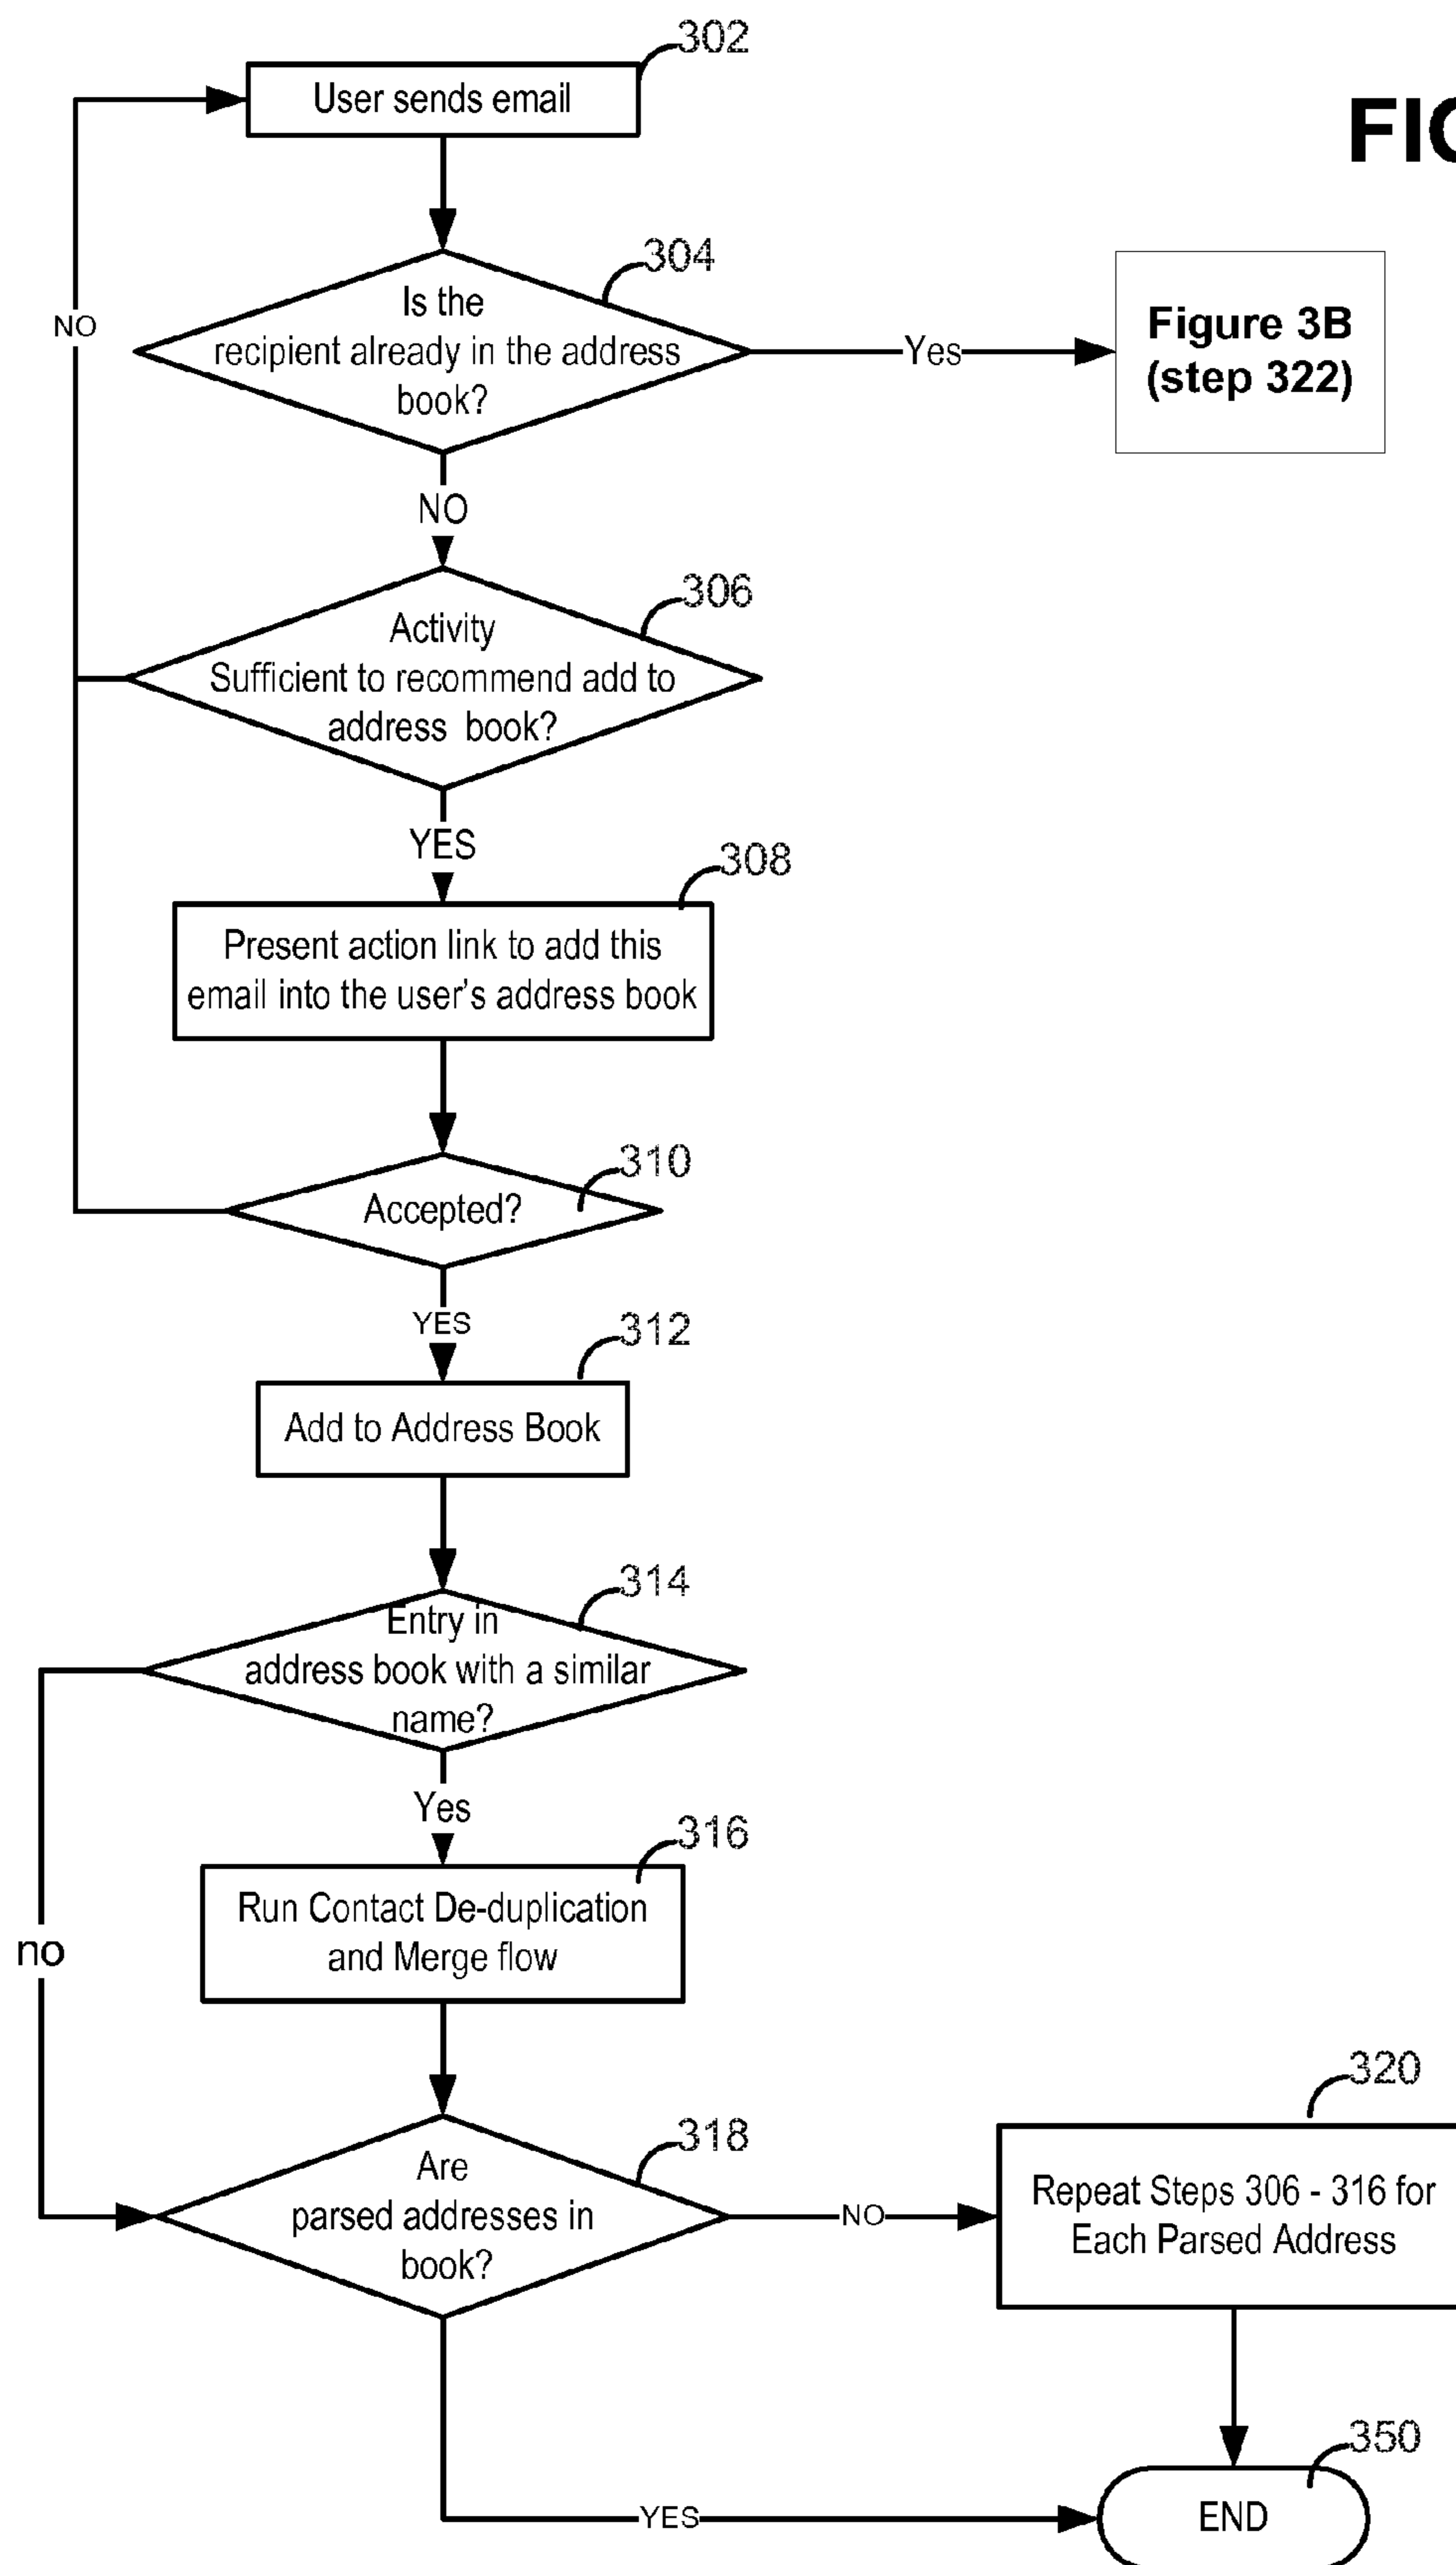 302
User sends email
FIG
304
Is the
recipient already in the address
book?
Yes
Figure 3B
(step 322)
NO
NO
306
Activity
Sufficient to recommend add to
address book?
YES
308
Present action link to add this
email into the user's address book
310
Accepted?
YES
312
Add to Address Book
314
Entry in
address book with a similar
name?
Yes
316
Run Contact De-duplication
and Merge flow
no
318
Are
parsed addresses in
book?
NO
320
Repeat Steps 306 - 316 for
Each Parsed Address
350
YES
END